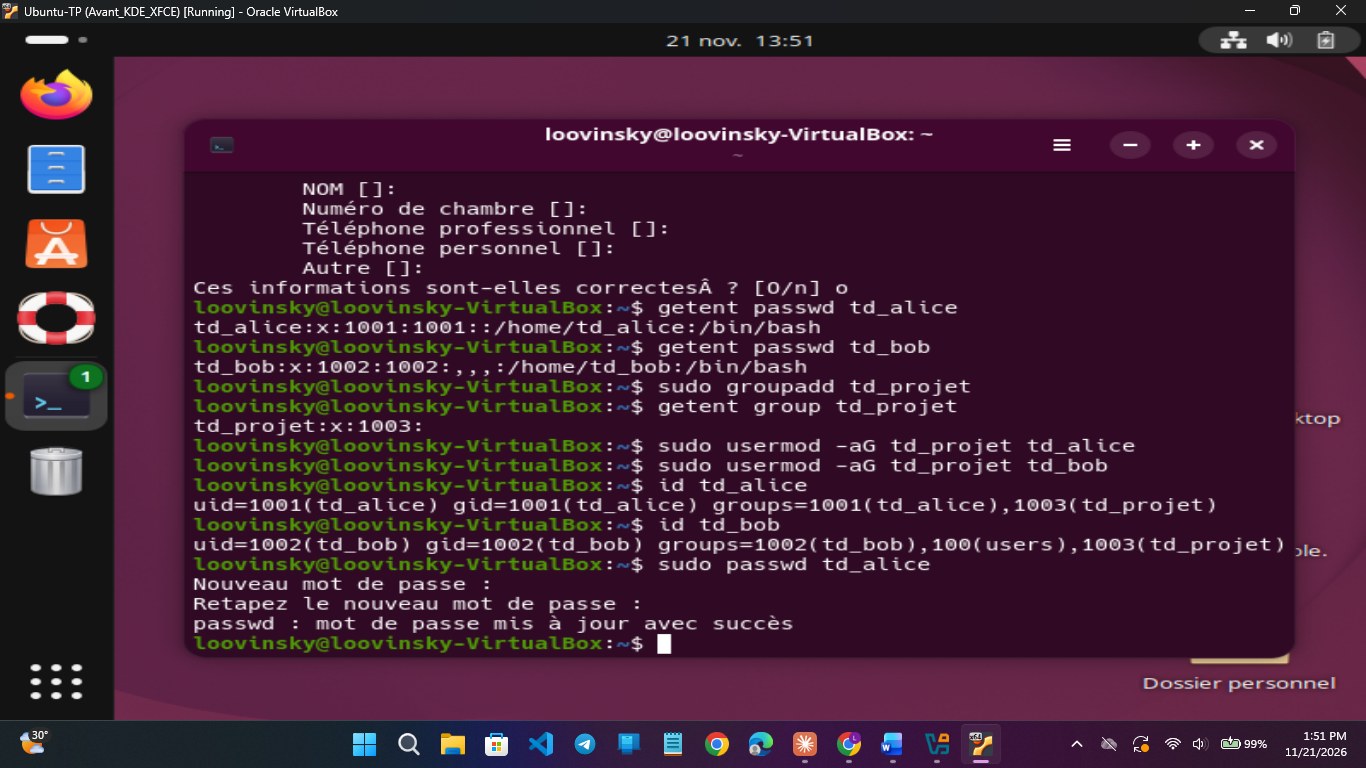 Ubuntu-TP (Avant_KDE_XFCE) [Running] - Oracle VirtualBox
21 nov. 13:51
loovinsky@loovinsky-VirtualBox: ~
~
NOM []:
Numéro de chambre []:
Téléphone professionnel []:
Téléphone personnel []:
Autre []:
Ces informations sont-elles correctesÂ ? [O/n] o
loovinsky@loovinsky-VirtualBox:~$ getent passwd td_alice
td_alice:x:1001:1001::/home/td_alice:/bin/bash
loovinsky@loovinsky-VirtualBox:~$ getent passwd td_bob
td_bob:x:1002:1002:,,,:/home/td_bob:/bin/bash
loovinsky@loovinsky-VirtualBox:~$ sudo groupadd td_projet
loovinsky@loovinsky-VirtualBox:~$ getent group td_projet
td_projet:x:1003:
loovinsky@loovinsky-VirtualBox:~$ sudo usermod -aG td_projet td_alice
loovinsky@loovinsky-VirtualBox:~$ sudo usermod -aG td_projet td_bob
loovinsky@loovinsky-VirtualBox:~$ id td_alice
uid=1001(td_alice) gid=1001(td_alice) groups=1001(td_alice),1003(td_projet)
loovinsky@loovinsky-VirtualBox:~$ id td_bob
uid=1002(td_bob) gid=1002(td_bob) groups=1002(td_bob),100(users),1003(td_projet)
loovinsky@loovinsky-VirtualBox:~$ sudo passwd td_alice
Nouveau mot de passe :
Retapez le nouveau mot de passe :
passwd : mot de passe mis à jour avec succès
loovinsky@loovinsky-VirtualBox:~$
1
>_
ktop
ble.
Dossier personnel
30°
99%
1:51 PM
11/21/2026